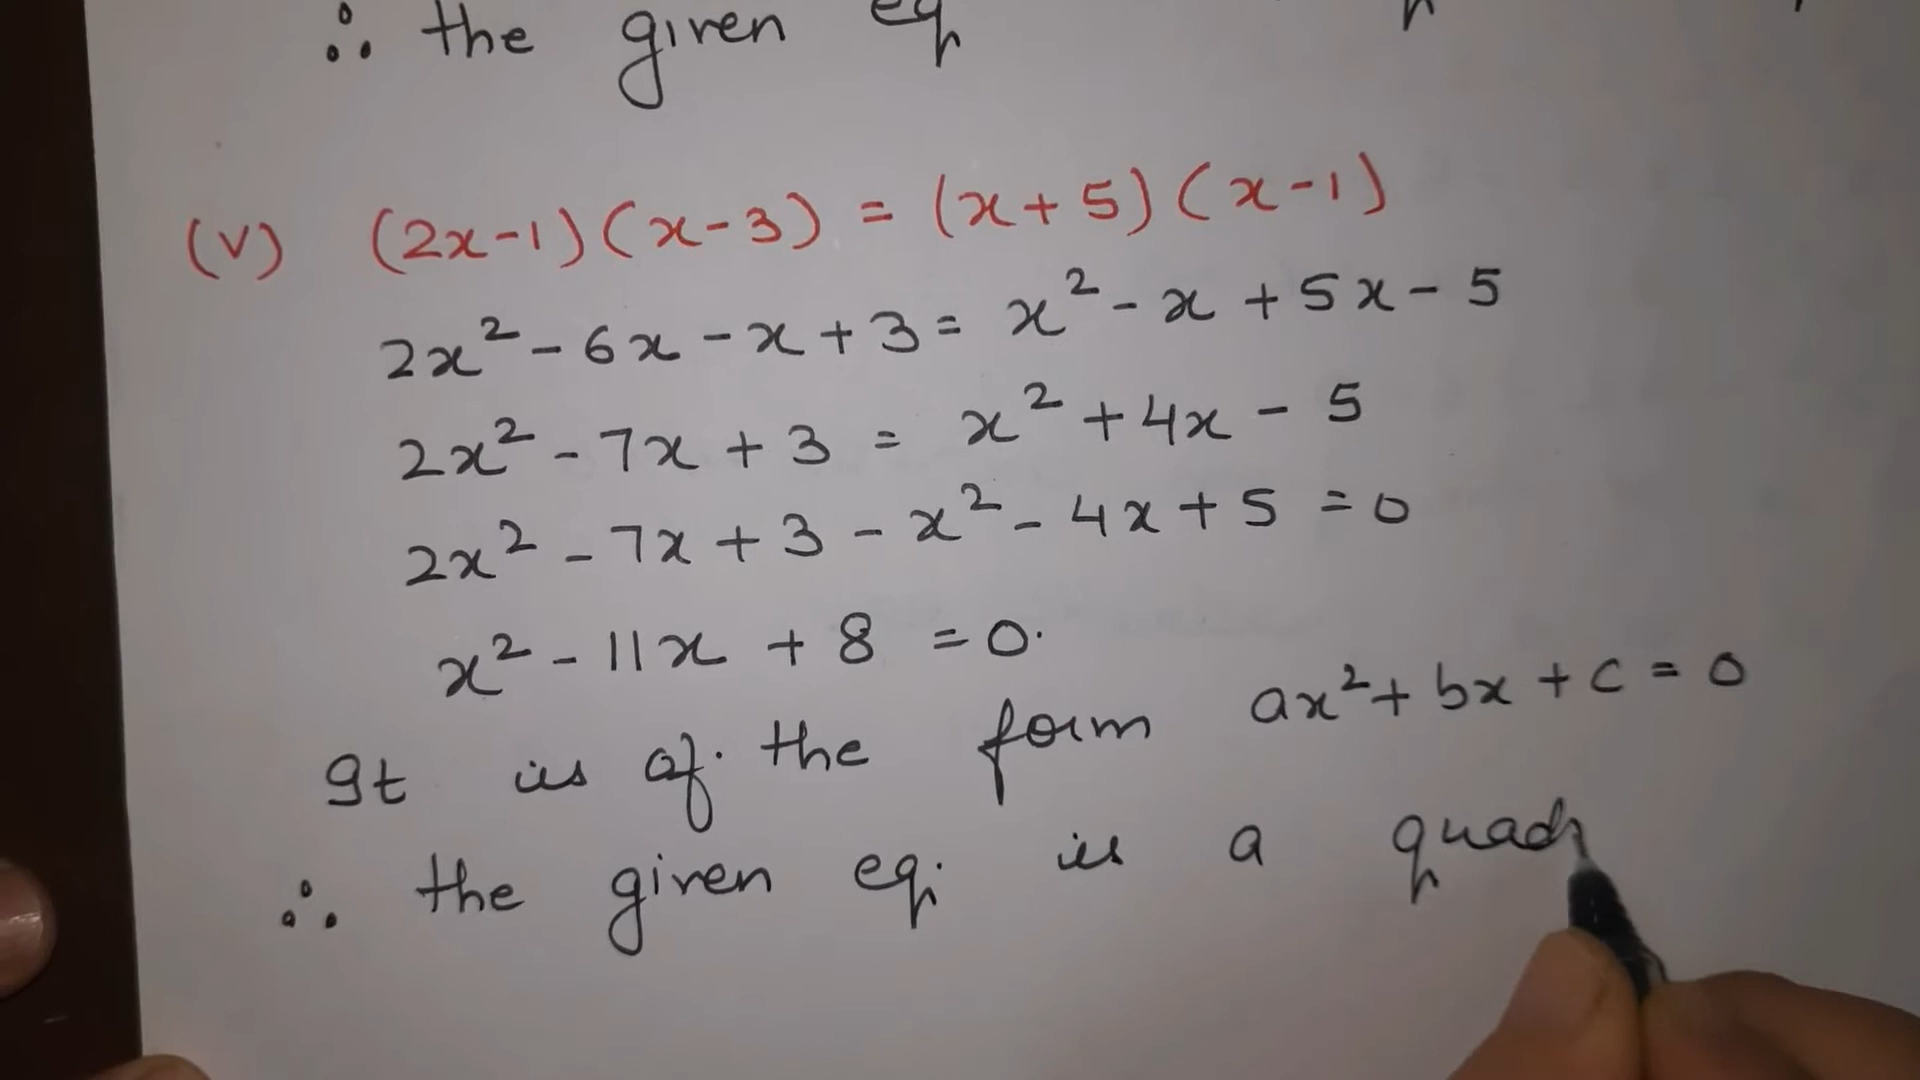 ∴ the given eq
(v) (2x-1)(x-3) = (x+5)(x-1)
2x² - 6x - x + 3 = x² - x + 5x - 5
2x² - 7x + 3 = x² + 4x - 5
2x² - 7x + 3 - x² - 4x + 5 = 0
x² - 11x + 8 = 0.
It is of the form ax² + bx + c = 0
∴ the given eq. is a quadr